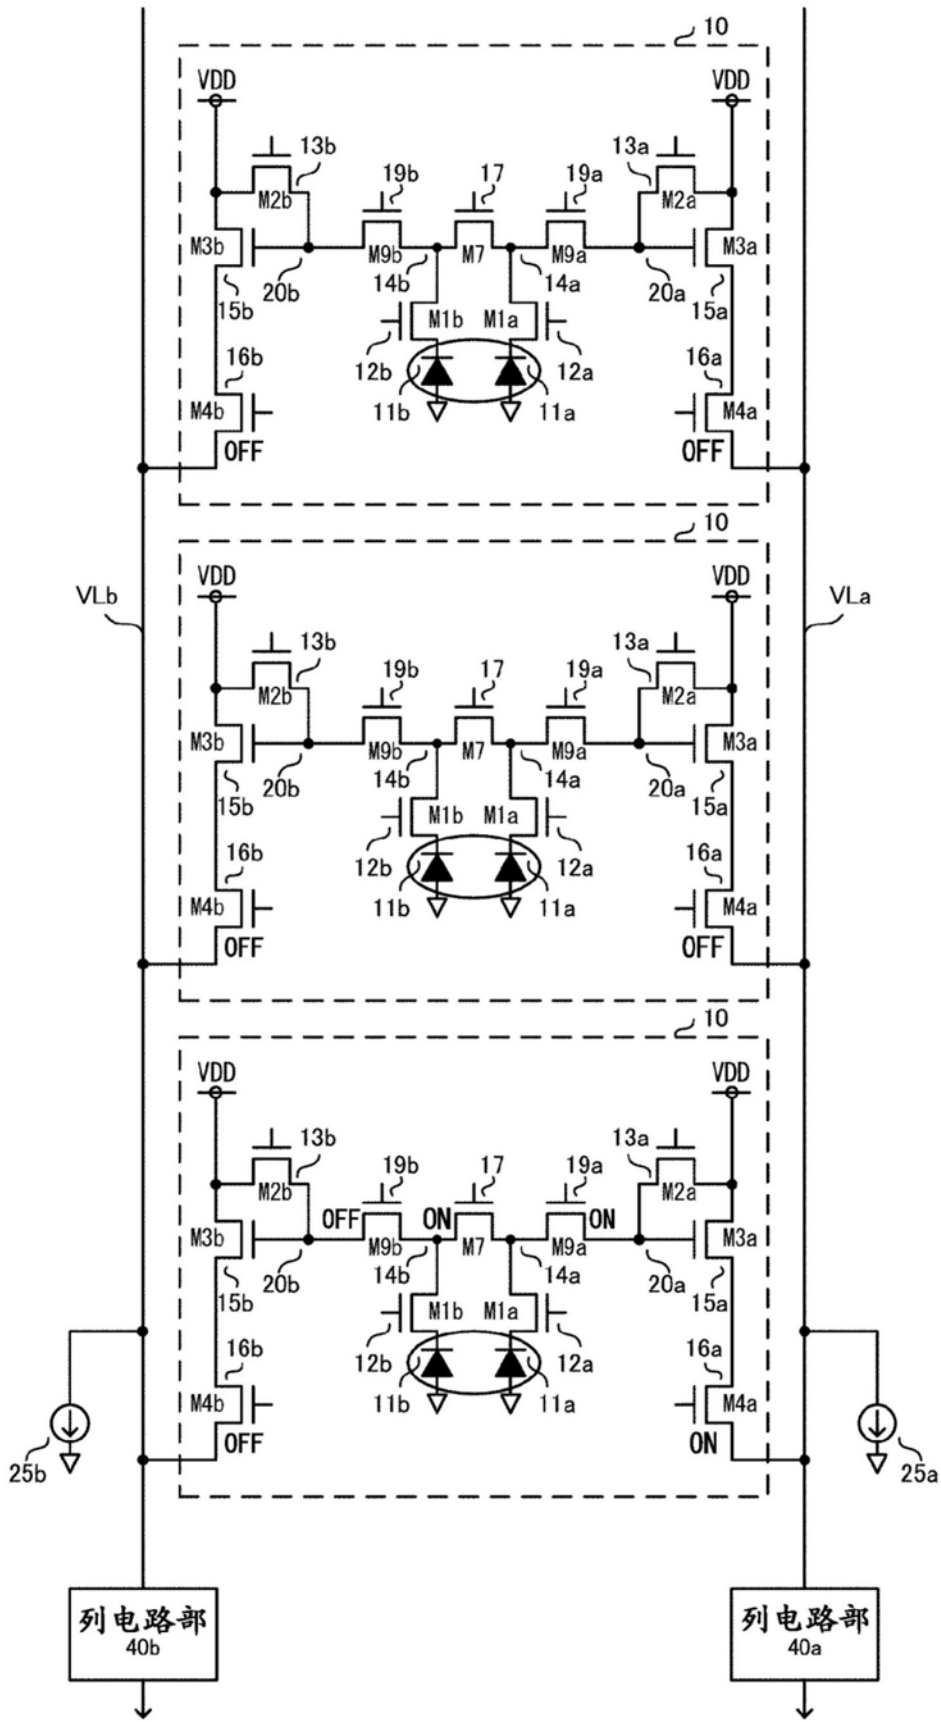 10
VDD VDD
13b 13a
19b 17 19a
M2b M2a
M3b M9b M7 M9a M3a
20b 14b 14a 20a
15b M1b M1a 15a
16b 12b 12a 16a
M4b 11b 11a M4a
OFF OFF
10
VLb VLa
VDD VDD
13b 13a
19b 17 19a
M2b M2a
M3b M9b M7 M9a M3a
20b 14b 14a 20a
15b M1b M1a 15a
16b 12b 12a 16a
M4b 11b 11a M4a
OFF OFF
10
VDD VDD
13b 13a
19b 17 19a
M2b M2a
OFF ON ON
M3b M9b M7 M9a M3a
20b 14b 14a 20a
15b M1b M1a 15a
16b 12b 12a 16a
M4b 11b 11a M4a
OFF ON
25b 25a
列电路部 列电路部
40b 40a